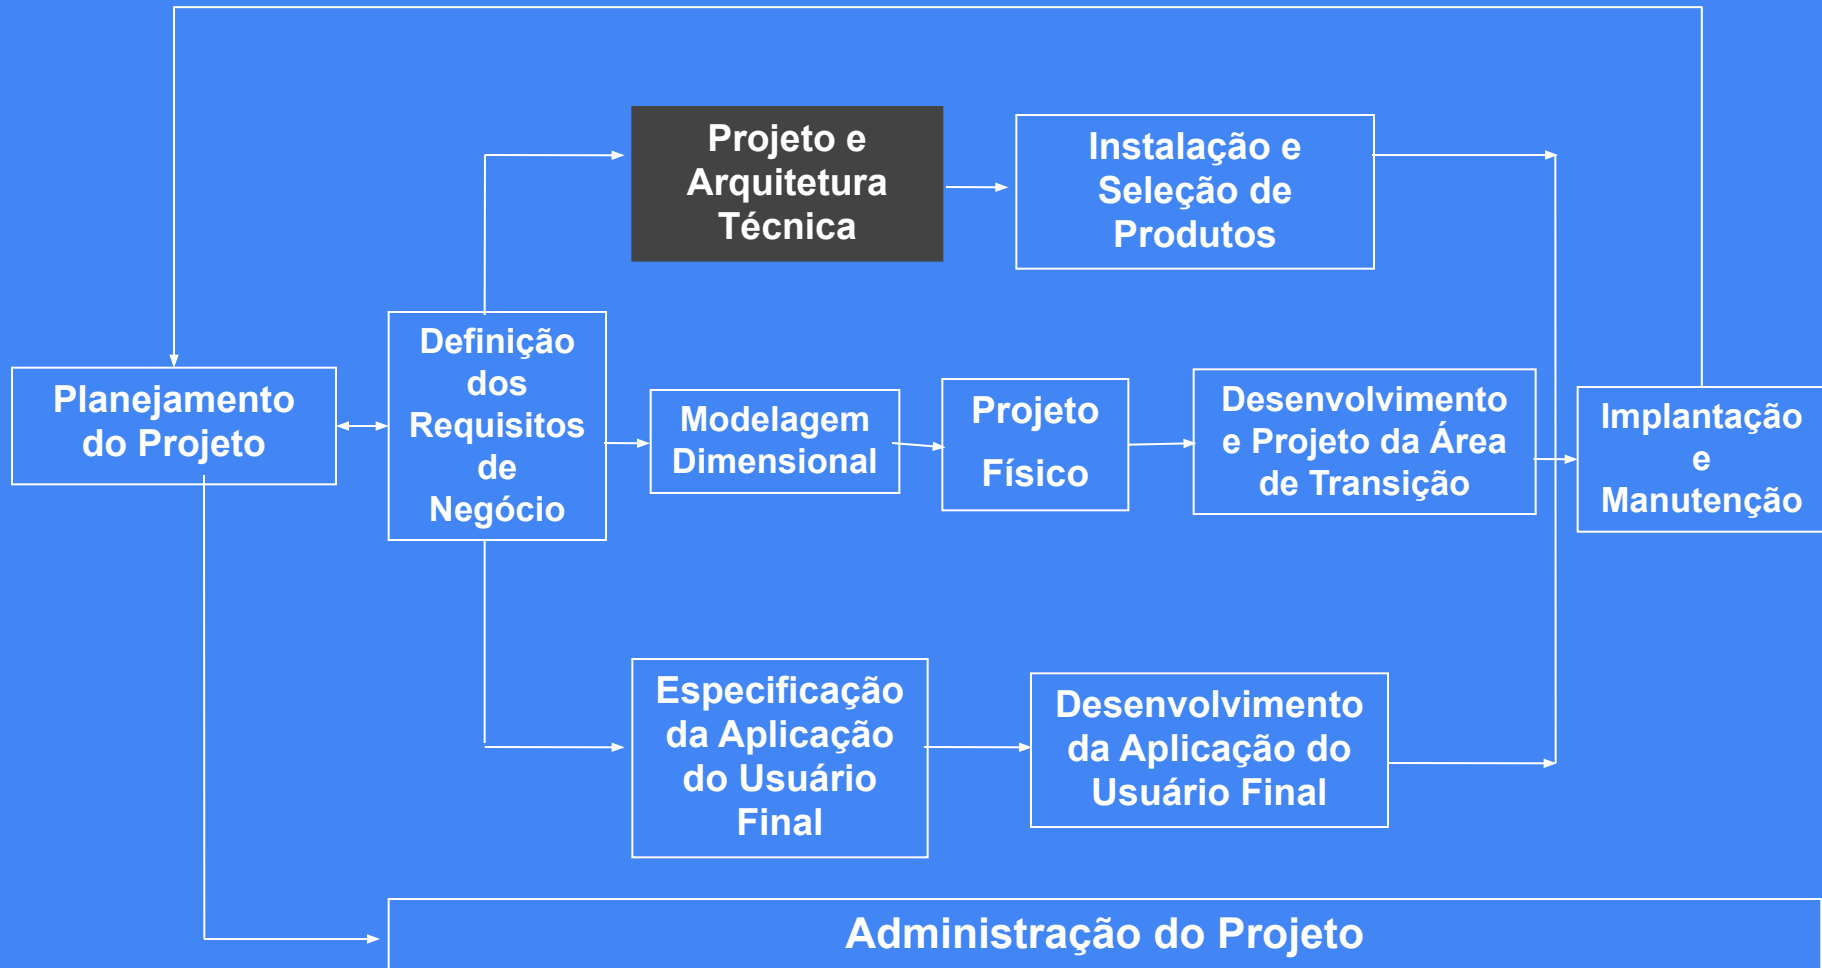 Projeto e
Arquitetura
Técnica
Instalação e
Seleção de
Produtos
Planejamento
do Projeto
Definição
dos
Requisitos
de
Negócio
Modelagem
Dimensional
Projeto
Físico
Desenvolvimento
e Projeto da Área
de Transição
Implantação
e
Manutenção
Especificação
da Aplicação
do Usuário
Final
Desenvolvimento
da Aplicação do
Usuário Final
Administração do Projeto